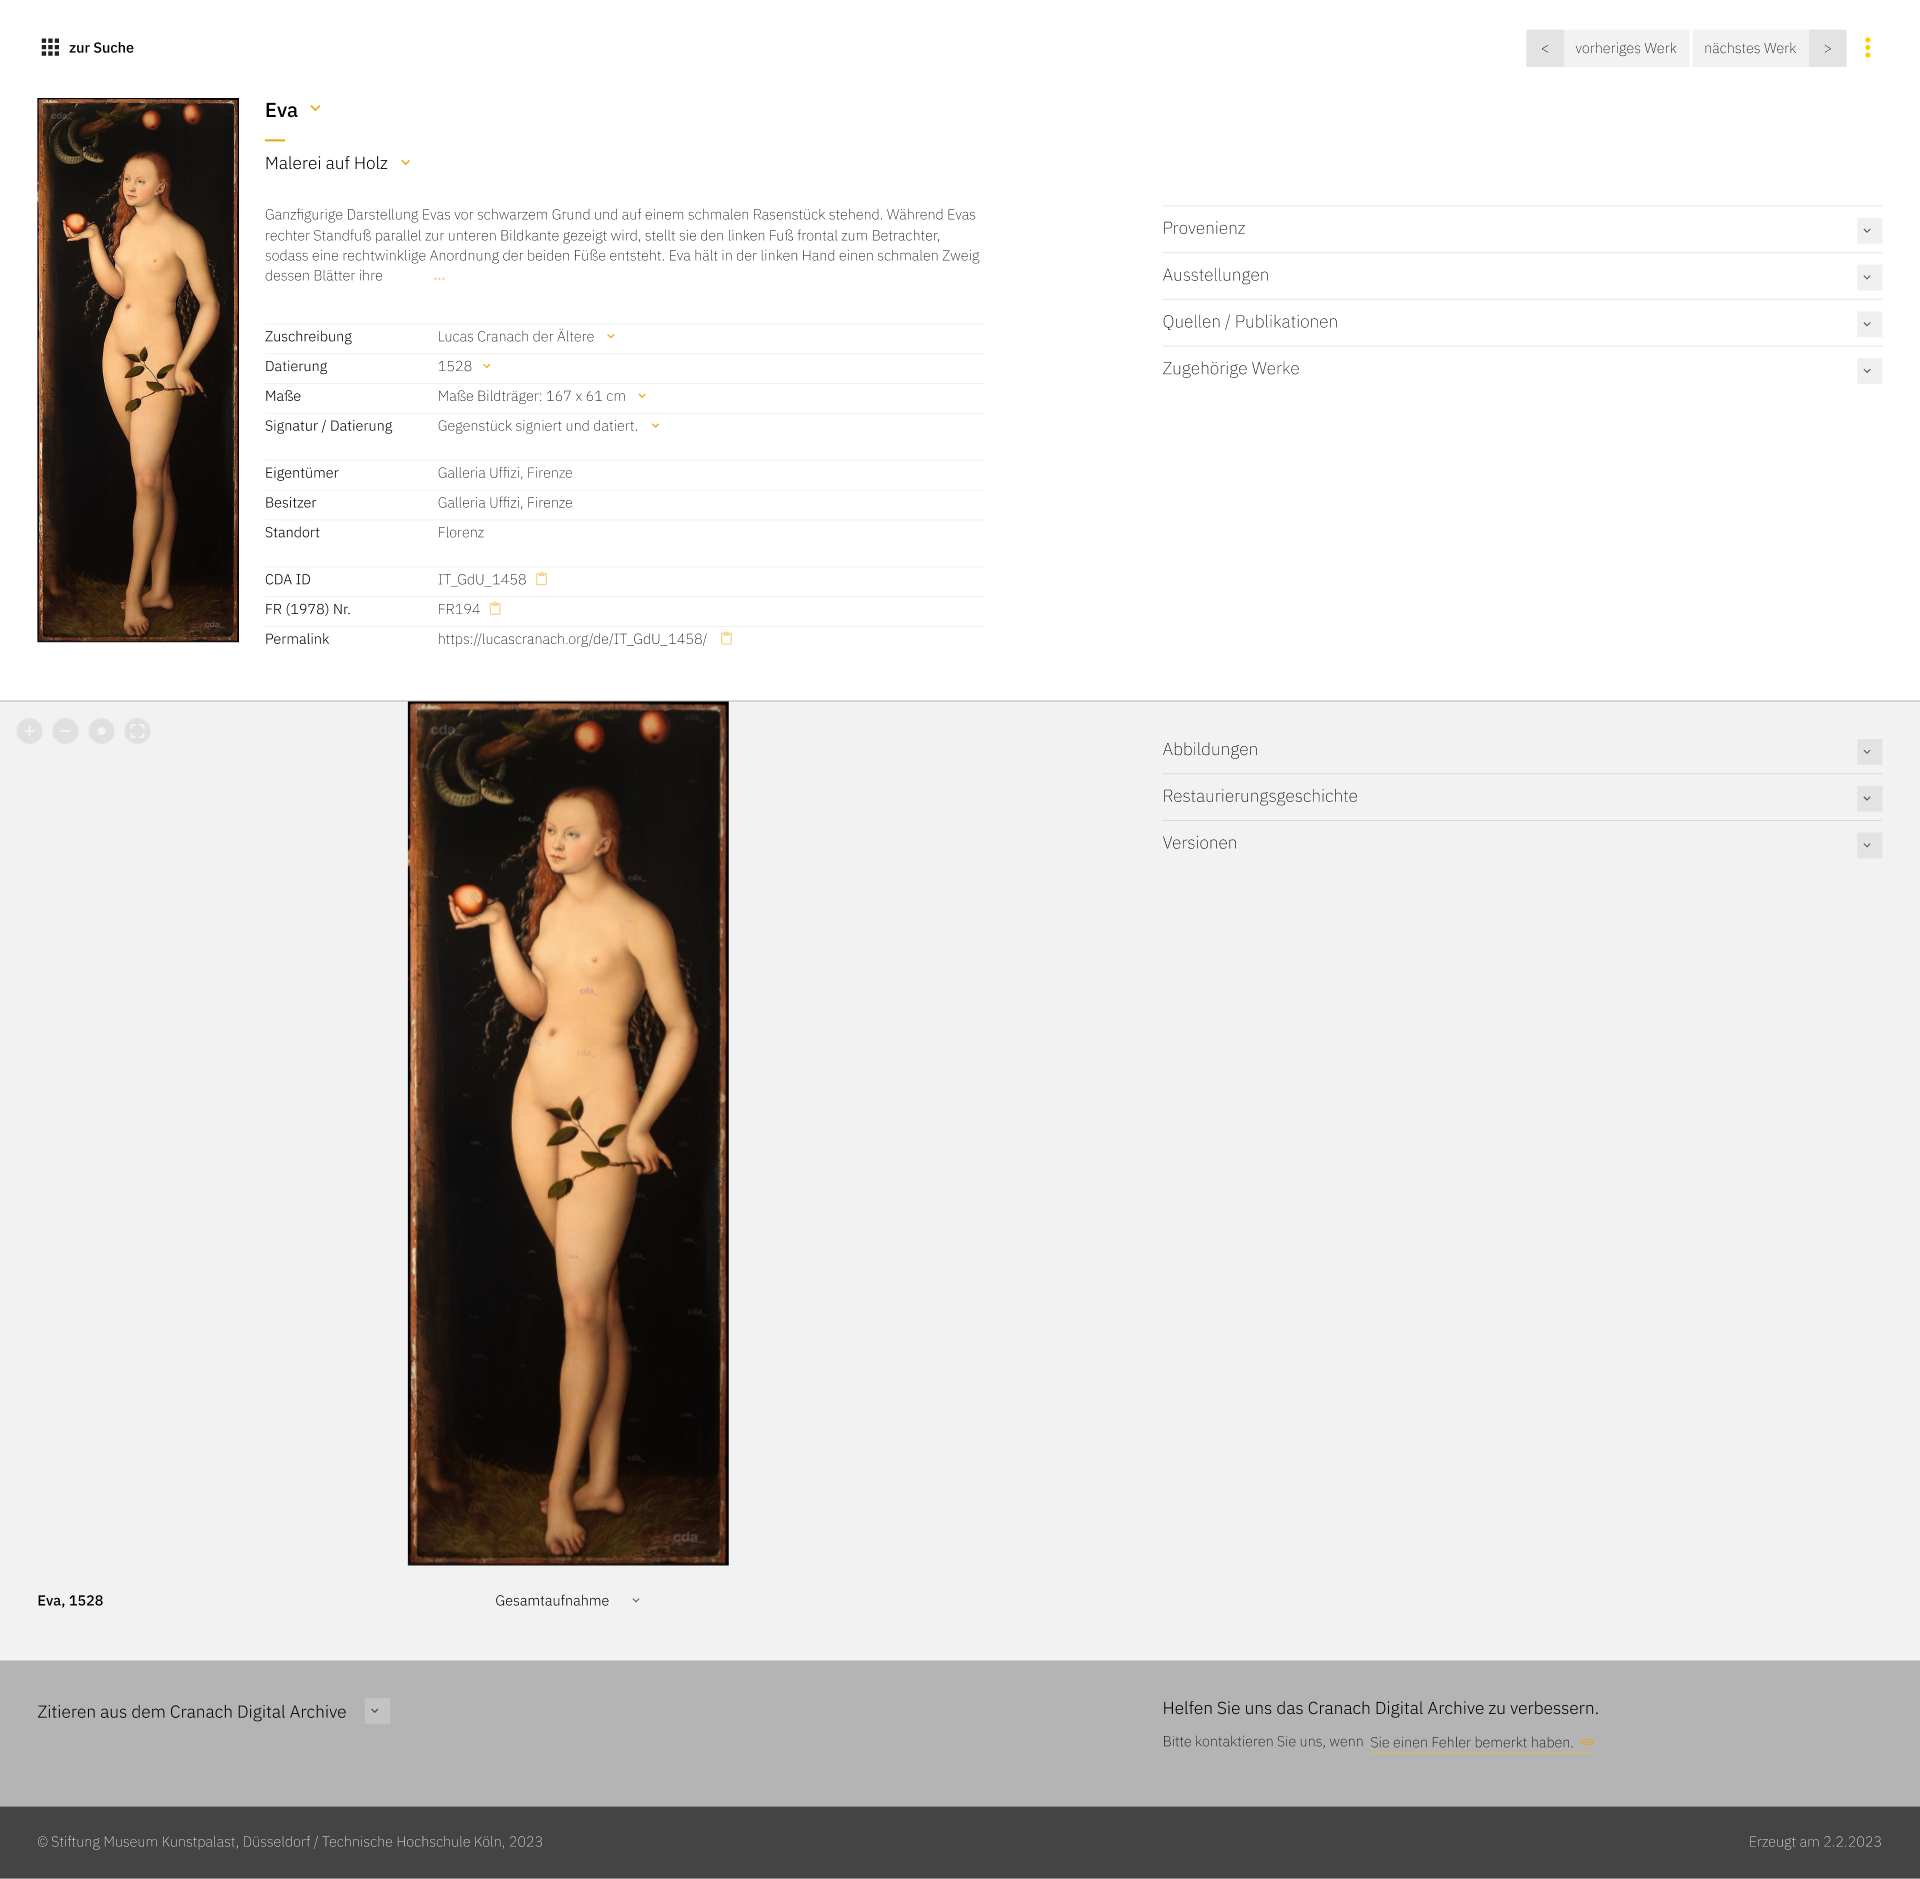 zur Suche
< vorheriges Werk nächstes Werk >
cda_
cda_
Eva
Malerei auf Holz
Ganzfigurige Darstellung Evas vor schwarzem Grund und auf einem schmalen Rasenstück stehend. Während Evas
rechter Standfuß parallel zur unteren Bildkante gezeigt wird, stellt sie den linken Fuß frontal zum Betrachter,
sodass eine rechtwinklige Anordnung der beiden Füße entsteht. Eva hält in der linken Hand einen schmalen Zweig
dessen Blätter ihre ...
Zuschreibung Lucas Cranach der Ältere
Datierung 1528
Maße Maße Bildträger: 167 x 61 cm
Signatur / Datierung Gegenstück signiert und datiert.
Eigentümer Galleria Uffizi, Firenze
Besitzer Galleria Uffizi, Firenze
Standort Florenz
CDA ID IT_GdU_1458
FR (1978) Nr. FR194
Permalink https://lucascranach.org/de/IT_GdU_1458/
Provenienz
Ausstellungen
Quellen / Publikationen
Zugehörige Werke
cda_
cda_
cda_
cda_
cda_
Abbildungen
Restaurierungsgeschichte
Versionen
Eva, 1528
Gesamtaufnahme
Zitieren aus dem Cranach Digital Archive
Helfen Sie uns das Cranach Digital Archive zu verbessern.
Bitte kontaktieren Sie uns, wenn Sie einen Fehler bemerkt haben.
© Stiftung Museum Kunstpalast, Düsseldorf / Technische Hochschule Köln, 2023
Erzeugt am 2.2.2023